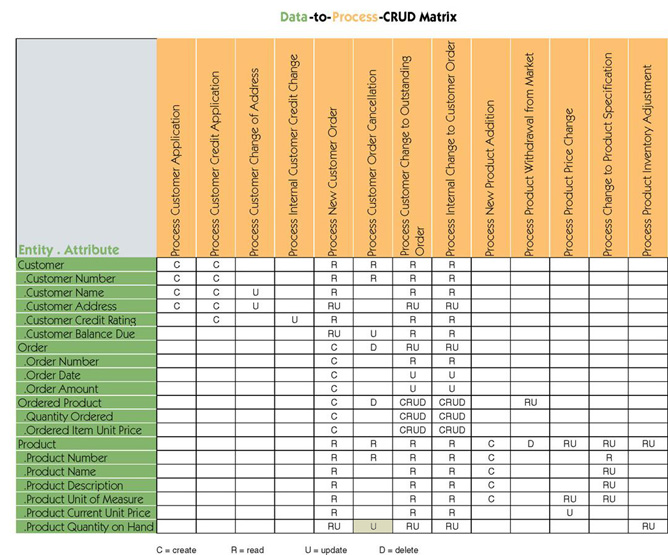 Data-to-Process-CRUD Matrix
Entity . Attribute
Process Customer Application
Process Customer Credit Application
Process Customer Change of Address
Process Internal Customer Credit Change
Process New Customer Order
Process Customer Order Cancellation
Process Customer Change to Outstanding
Order
Process Internal Change to Customer Order
Process New Product Addition
Process Product Withdrawal from Market
Process Product Price Change
Process Change to Product Specification
Process Product Inventory Adjustment
Customer C C R R R R
.Customer Number C C R R R R
.Customer Name C C U R R R
.Customer Address C C U RU RU RU
.Customer Credit Rating C U R R R
.Customer Balance Due RU U R R
Order C D RU RU
.Order Number C R R
.Order Date C U U
.Order Amount C U U
Ordered Product C D CRUD CRUD RU
.Quantity Ordered C CRUD CRUD
.Ordered Item Unit Price C CRUD CRUD
Product R R R R C D RU RU RU
.Product Number R R R R C R
.Product Name R R R C RU
.Product Description R R R C RU
.Product Unit of Measure R R R C RU RU
.Product Current Unit Price R R R U
.Product Quantity on Hand RU U RU RU RU
C = create R = read U = update D = delete